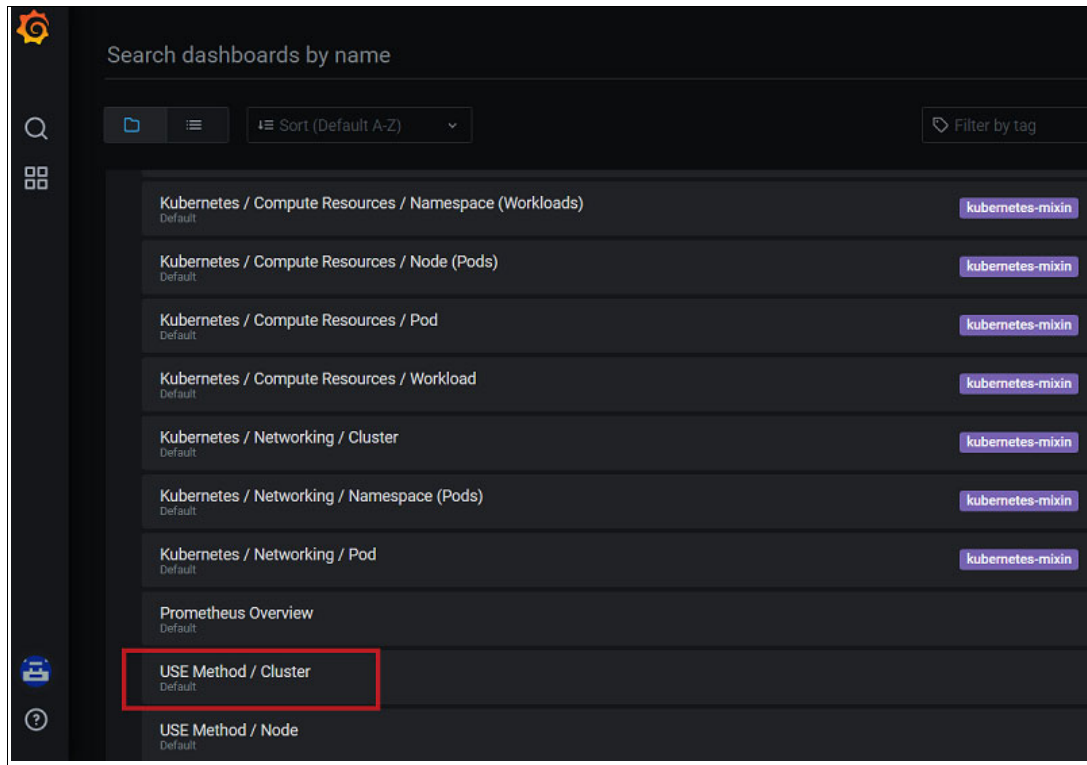 Search dashboards by name
Sort (Default A-Z)
Filter by tag
Kubernetes / Compute Resources / Namespace (Workloads)
Default
kubernetes-mixin
Kubernetes / Compute Resources / Node (Pods)
Default
kubernetes-mixin
Kubernetes / Compute Resources / Pod
Default
kubernetes-mixin
Kubernetes / Compute Resources / Workload
Default
kubernetes-mixin
Kubernetes / Networking / Cluster
Default
kubernetes-mixin
Kubernetes / Networking / Namespace (Pods)
Default
kubernetes-mixin
Kubernetes / Networking / Pod
Default
kubernetes-mixin
Prometheus Overview
Default
USE Method / Cluster
Default
USE Method / Node
Default